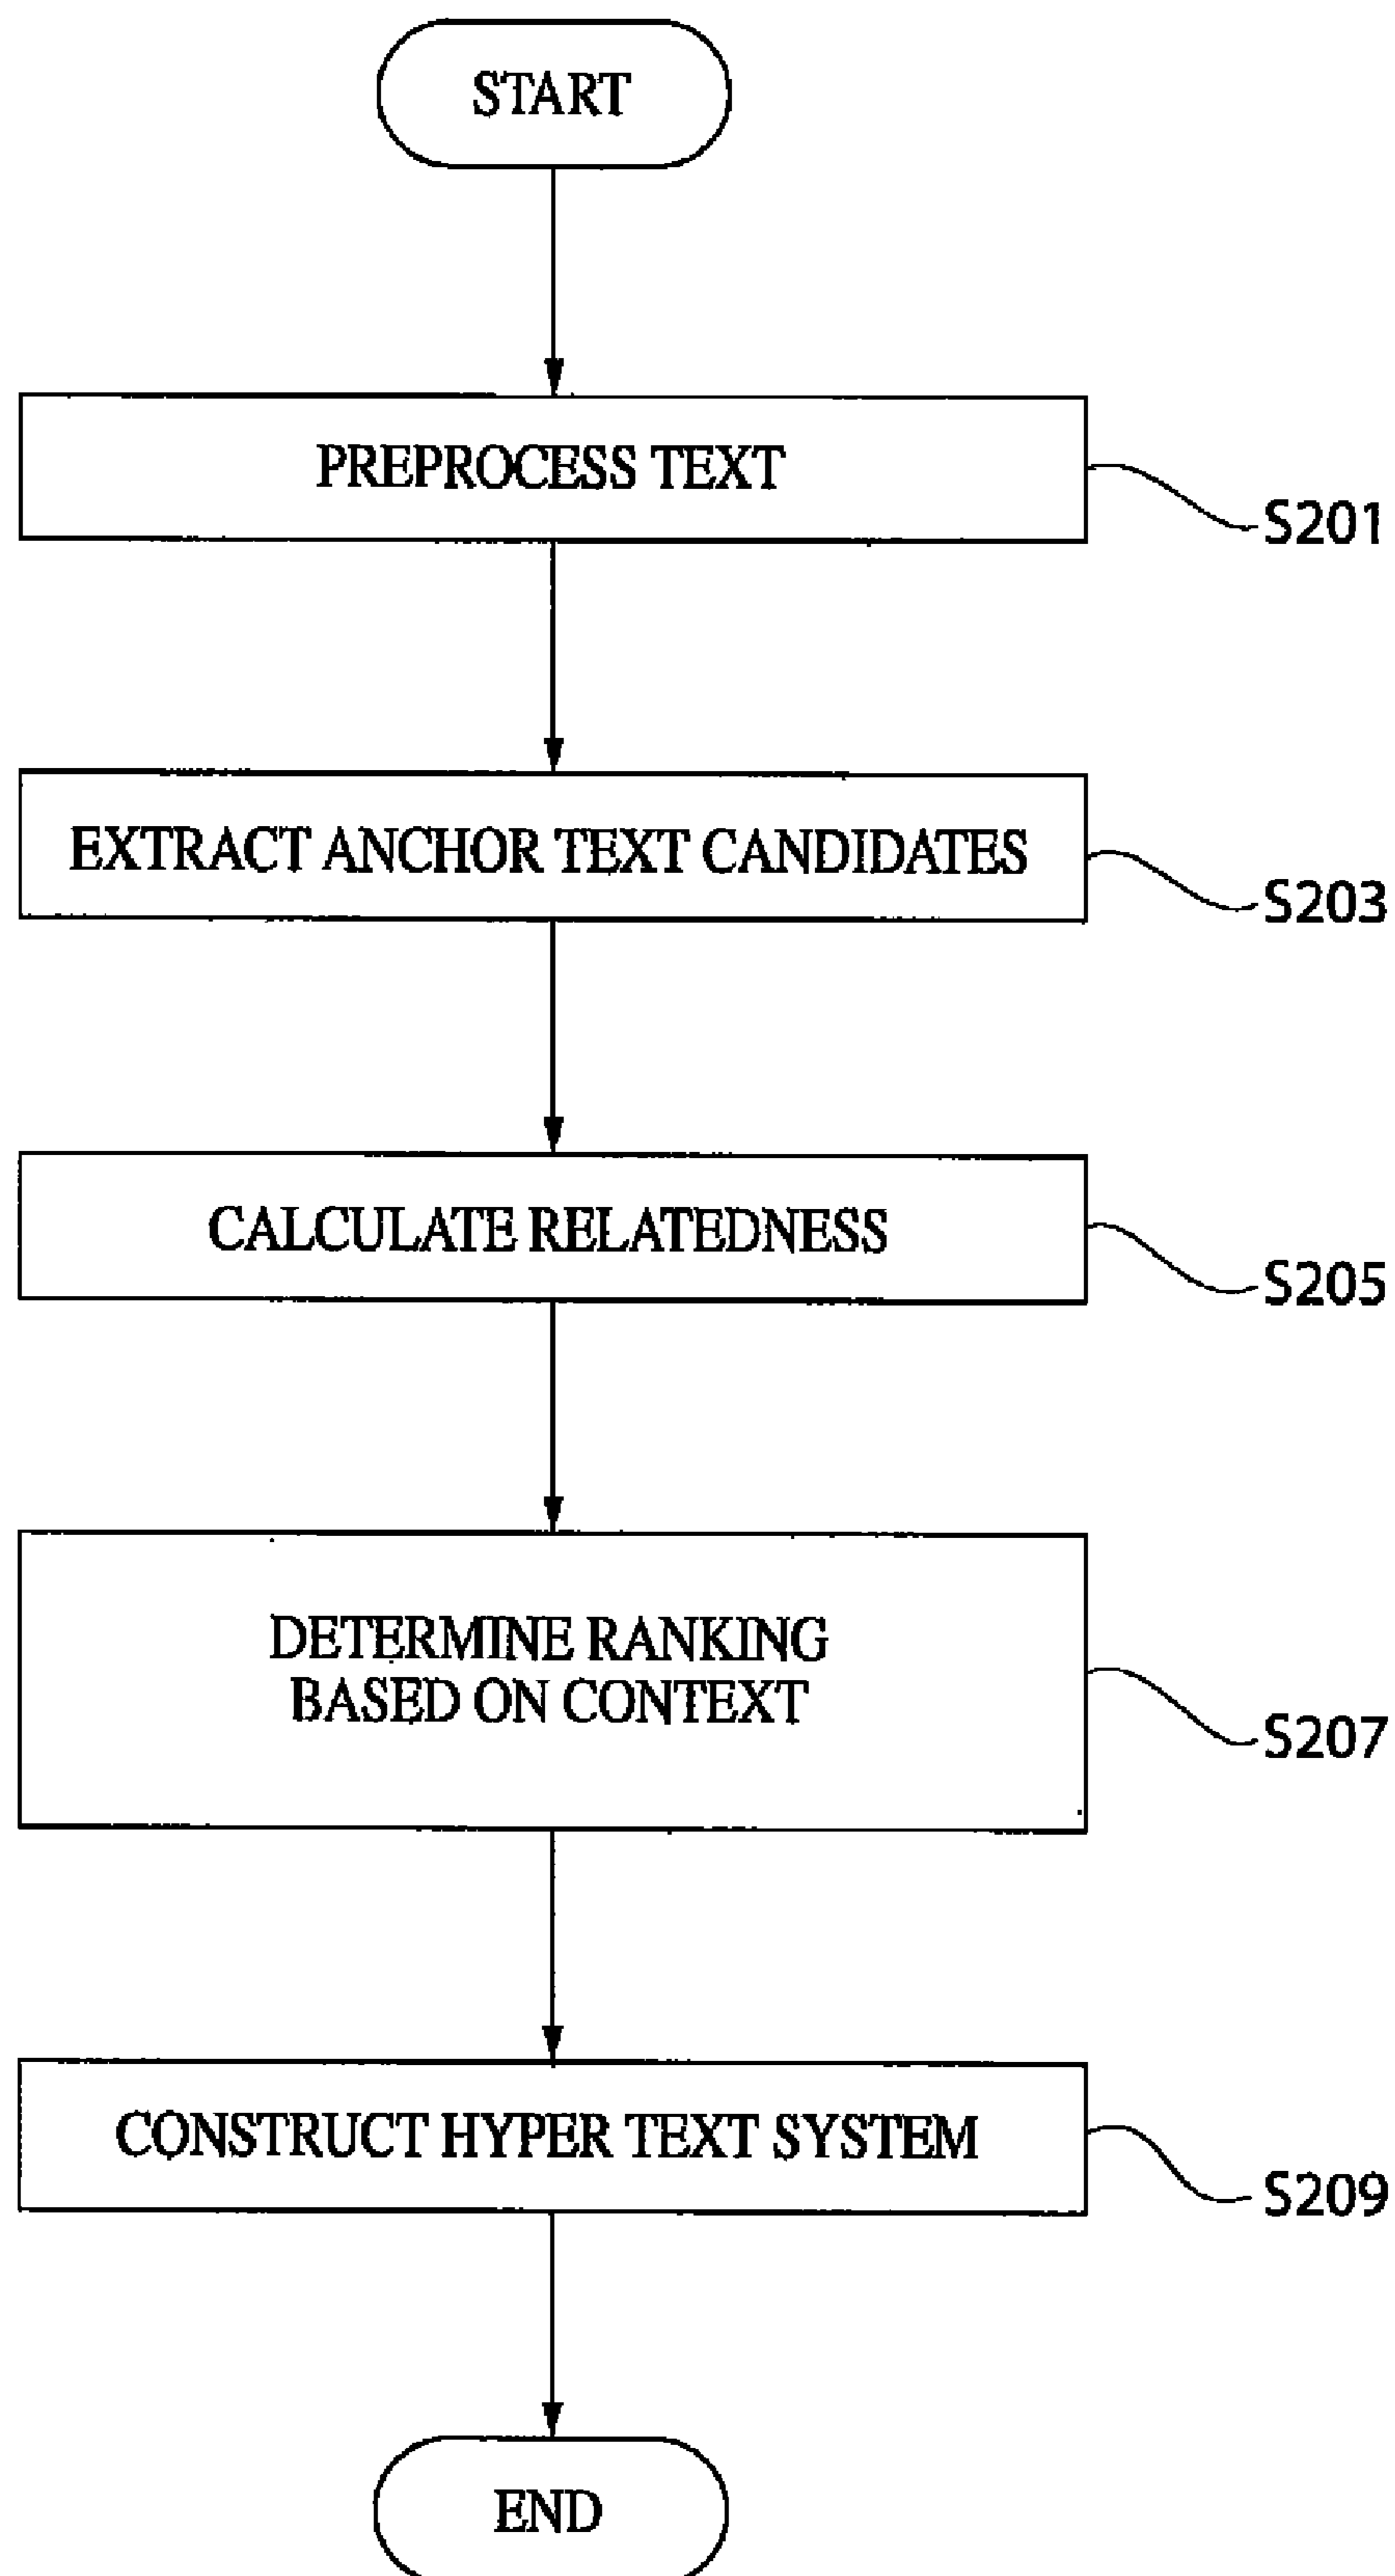 START
PREPROCESS TEXT
S201
EXTRACT ANCHOR TEXT CANDIDATES
S203
CALCULATE RELATEDNESS
S205
DETERMINE RANKING
BASED ON CONTEXT
S207
CONSTRUCT HYPER TEXT SYSTEM
S209
END